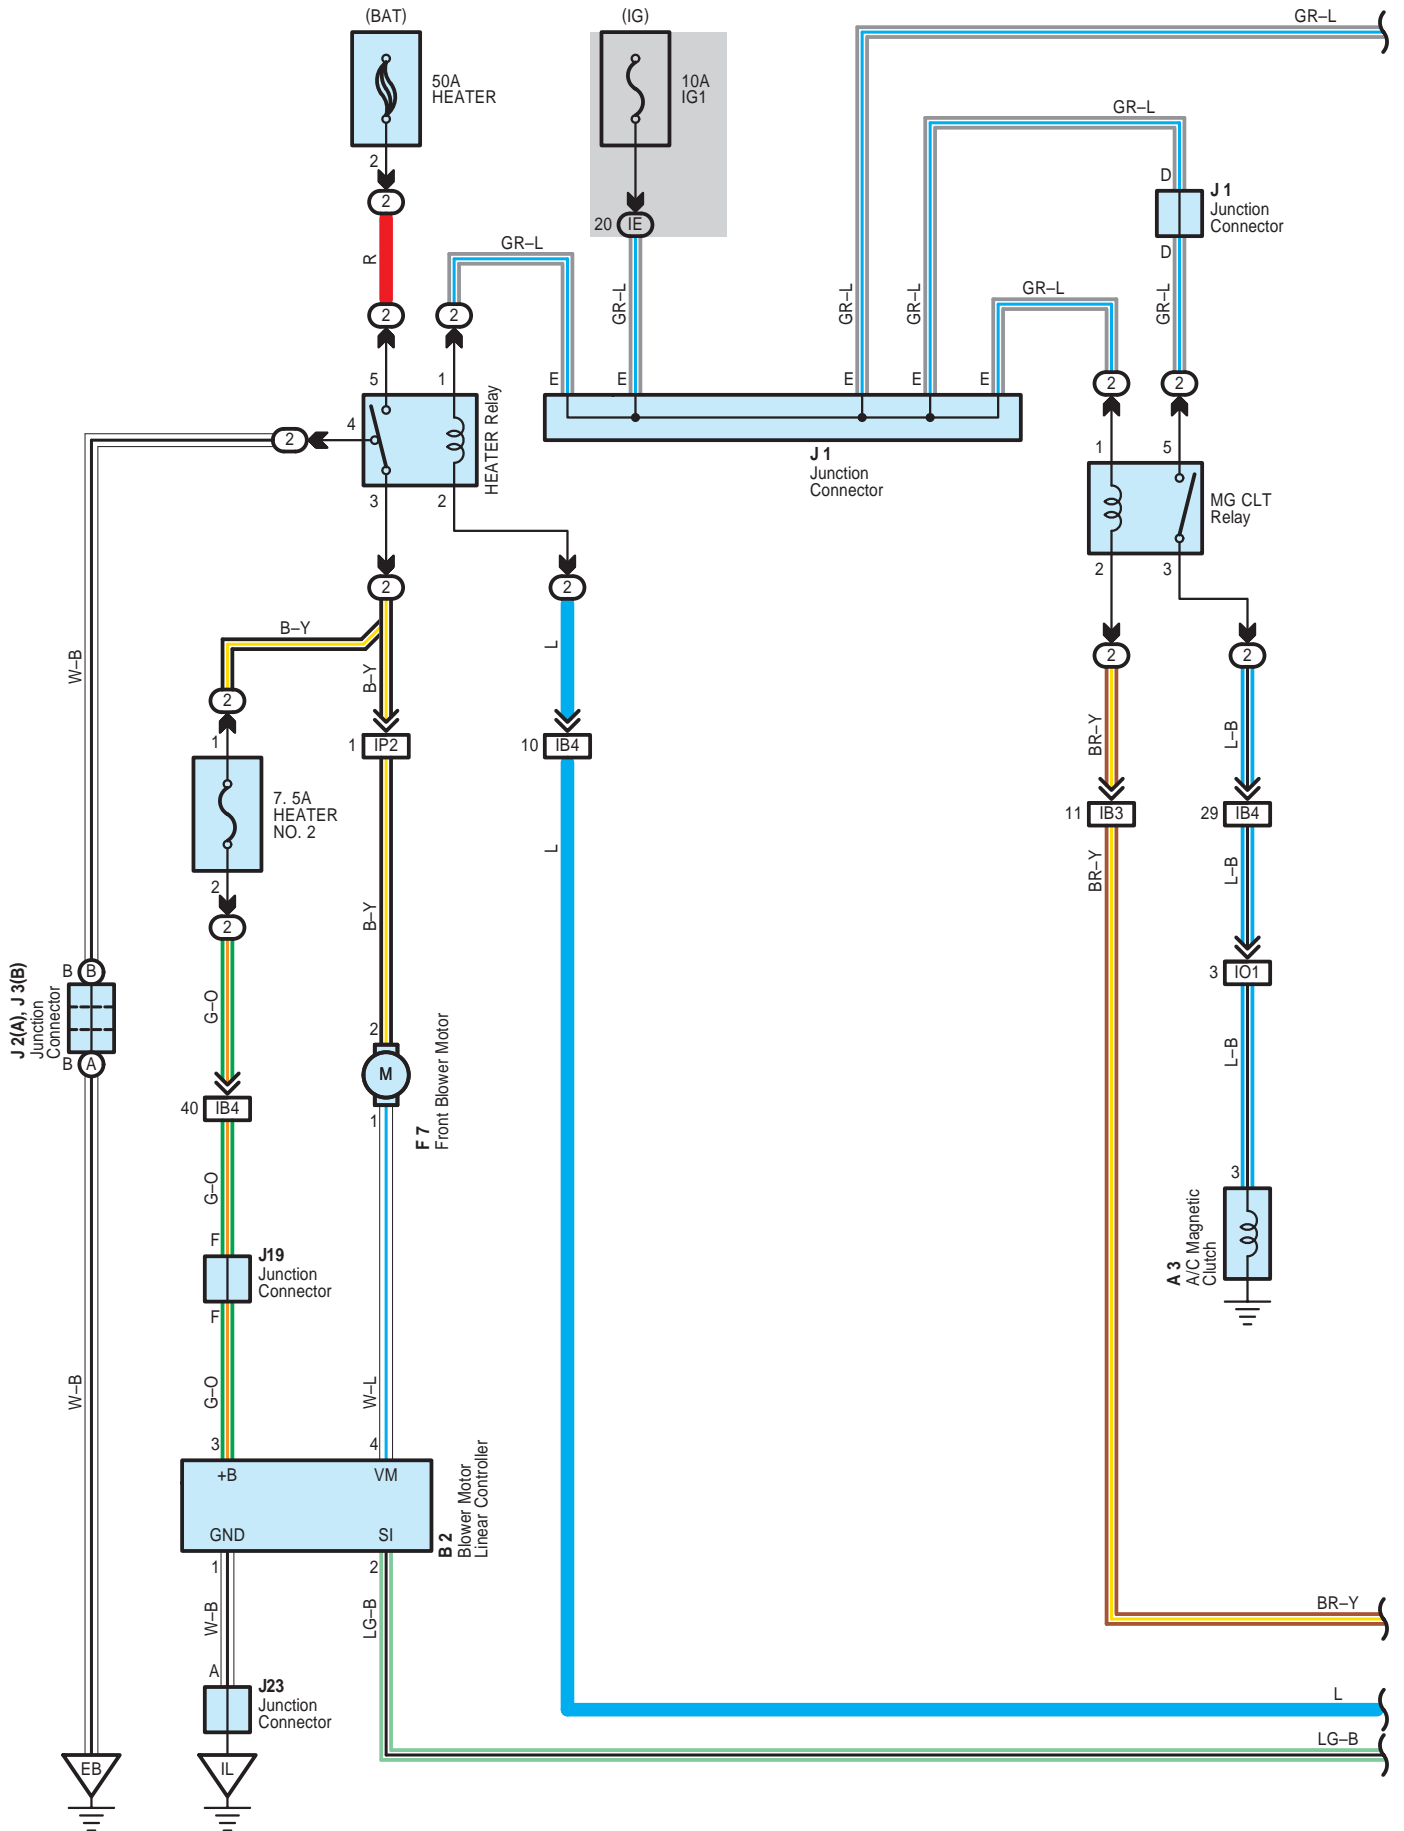 (BAT)
(IG)
GR–L
50A
HEATER
10A
IG1
GR–L
2
2
D
J 1
Junction
Connector
20
IE
D
GR–L
R
GR–L
GR–L
GR–L
GR–L
GR–L
2
2
5
1
E
E
E
E
E
2
2
HEATER Relay
4
2
J 1
Junction
Connector
1
5
3
2
MG CLT
Relay
2
3
2
2
B–Y
W–B
B–Y
L
2
2
2
1
1
IP2
10
IB4
BR–Y
L–B
7. 5A
HEATER
NO. 2
11
IB3
29
IB4
L
BR–Y
L–B
2
B–Y
2
J 2(A), J 3(B)
Junction
Connector
B
B
3
IO1
G–O
2
B
A
M
F 7
Front Blower Motor
L–B
40
IB4
1
G–O
3
F
J19
Junction
Connector
A 3
A/C Magnetic
Clutch
F
W–B
G–O
W–L
3
4
+B
VM
B 2
Blower Motor
Linear Controller
GND
SI
1
2
W–B
LG–B
BR–Y
A
J23
Junction
Connector
L
LG–B
EB
IL